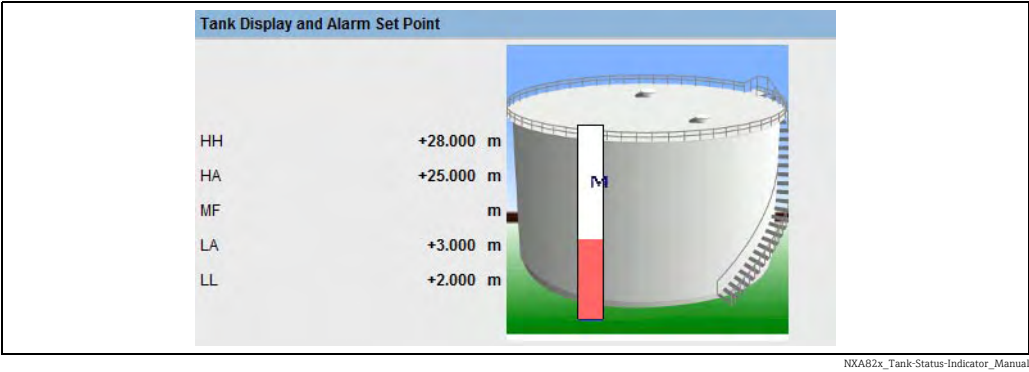 Tank Display and Alarm Set Point
HH +28.000 m
HA +25.000 m
M
MF m
LA +3.000 m
LL +2.000 m
NXA82x_Tank-Status-Indicator_Manual